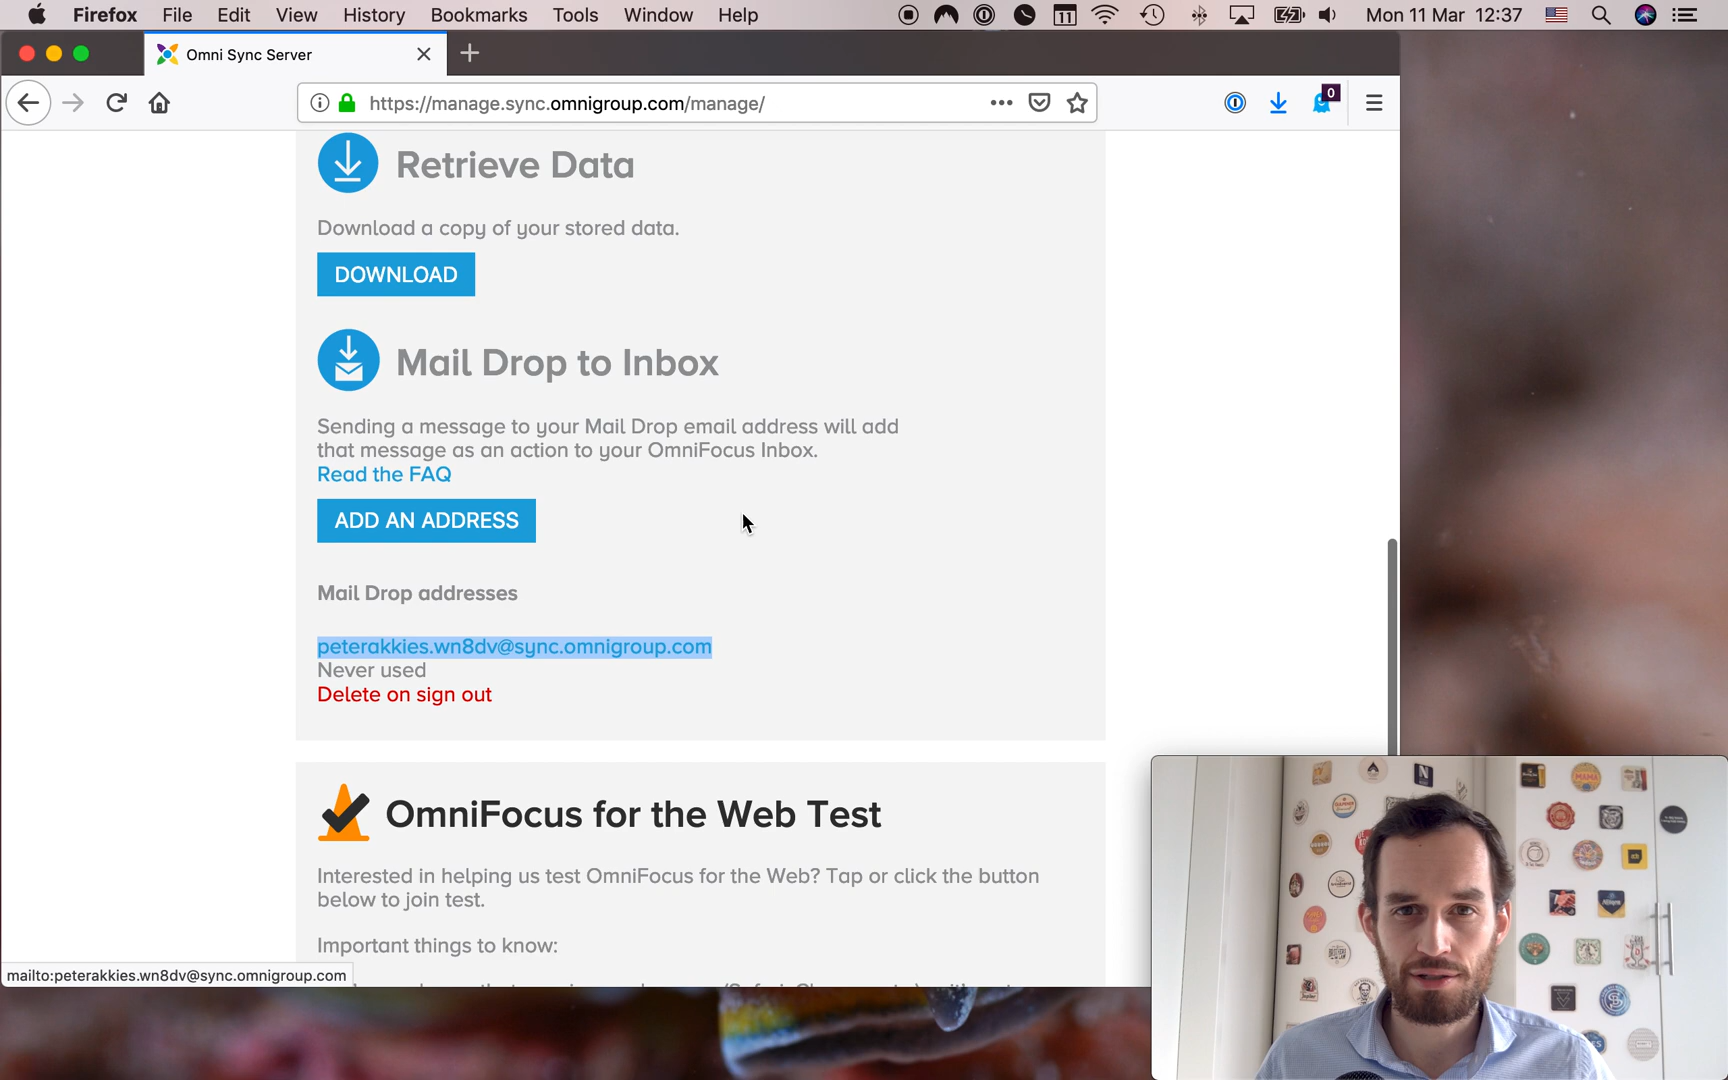 Firefox File Edit View History Bookmarks Tools Window Help 11 Mon 11 Mar 12:37
Omni Sync Server
https://manage.sync.omnigroup.com/manage/ 0
Retrieve Data
Download a copy of your stored data.
DOWNLOAD
Mail Drop to Inbox
Sending a message to your Mail Drop email address will add
that message as an action to your OmniFocus Inbox.
Read the FAQ
ADD AN ADDRESS
Mail Drop addresses
peterakkies.wn8dv@sync.omnigroup.com
Never used
Delete on sign out
OmniFocus for the Web Test
Interested in helping us test OmniFocus for the Web? Tap or click the button
below to join test.
Important things to know:
mailto:peterakkies.wn8dv@sync.omnigroup.com